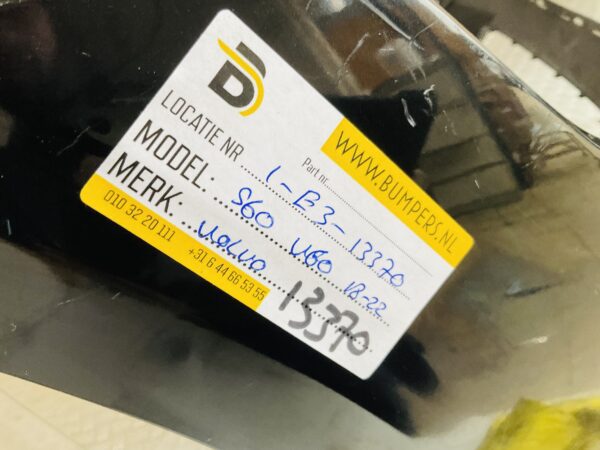 WWW.BUMPERS.NL
Part nr.
LOCATIE NR. 1-E3-13370
MODEL: S60 V60 18-22
MERK: Volvo
13370
010 32 20 111
+31 6 44 66 53 55